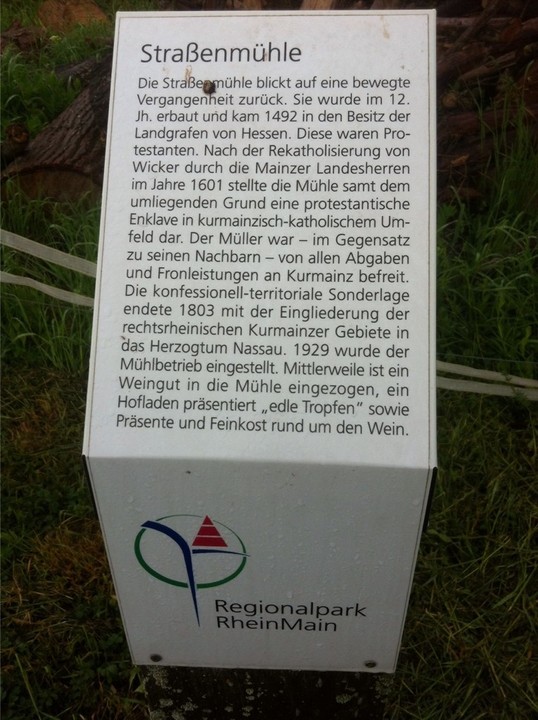 Straßenmühle
Die Straßenmühle blickt auf eine bewegte
Vergangenheit zurück. Sie wurde im 12.
Jh. erbaut und kam 1492 in den Besitz der
Landgrafen von Hessen. Diese waren Pro-
testanten. Nach der Rekatholisierung von
Wicker durch die Mainzer Landesherren
im Jahre 1601 stellte die Mühle samt dem
umliegenden Grund eine protestantische
Enklave in kurmainzisch-katholischem Um-
feld dar. Der Müller war – im Gegensatz
zu seinen Nachbarn – von allen Abgaben
und Fronleistungen an Kurmainz befreit.
Die konfessionell-territoriale Sonderlage
endete 1803 mit der Eingliederung der
rechtsrheinischen Kurmainzer Gebiete in
das Herzogtum Nassau. 1929 wurde der
Mühlbetrieb eingestellt. Mittlerweile ist ein
Weingut in die Mühle eingezogen, ein
Hofladen präsentiert „edle Tropfen“ sowie
Präsente und Feinkost rund um den Wein.
Regionalpark
RheinMain